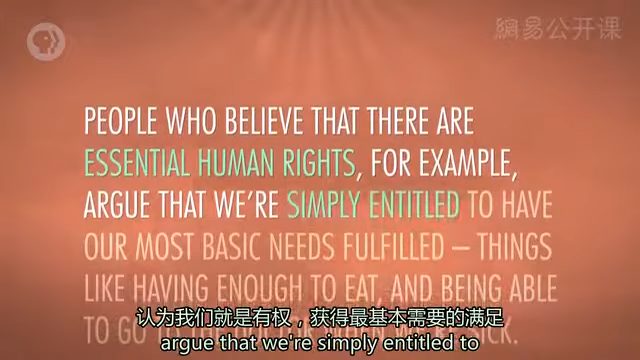 網易公开课
PEOPLE WHO BELIEVE THAT THERE ARE
ESSENTIAL HUMAN RIGHTS, FOR EXAMPLE,
ARGUE THAT WE'RE SIMPLY ENTITLED TO HAVE
OUR MOST BASIC NEEDS FULFILLED – THINGS
LIKE HAVING ENOUGH TO EAT, AND BEING ABLE
TO GO
认为我们就是有权，获得最基本需要的满足
argue that we're simply entitled to